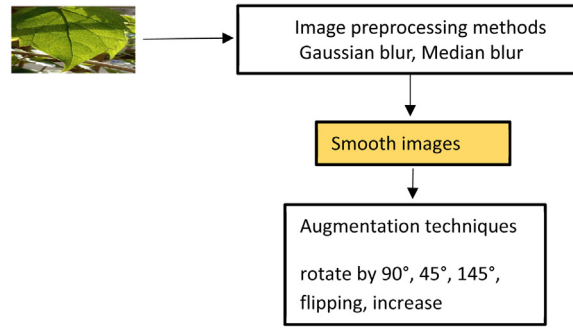 Image preprocessing methods
Gaussian blur, Median blur
Smooth images
Augmentation techniques
rotate by 90°, 45°, 145°,
flipping, increase